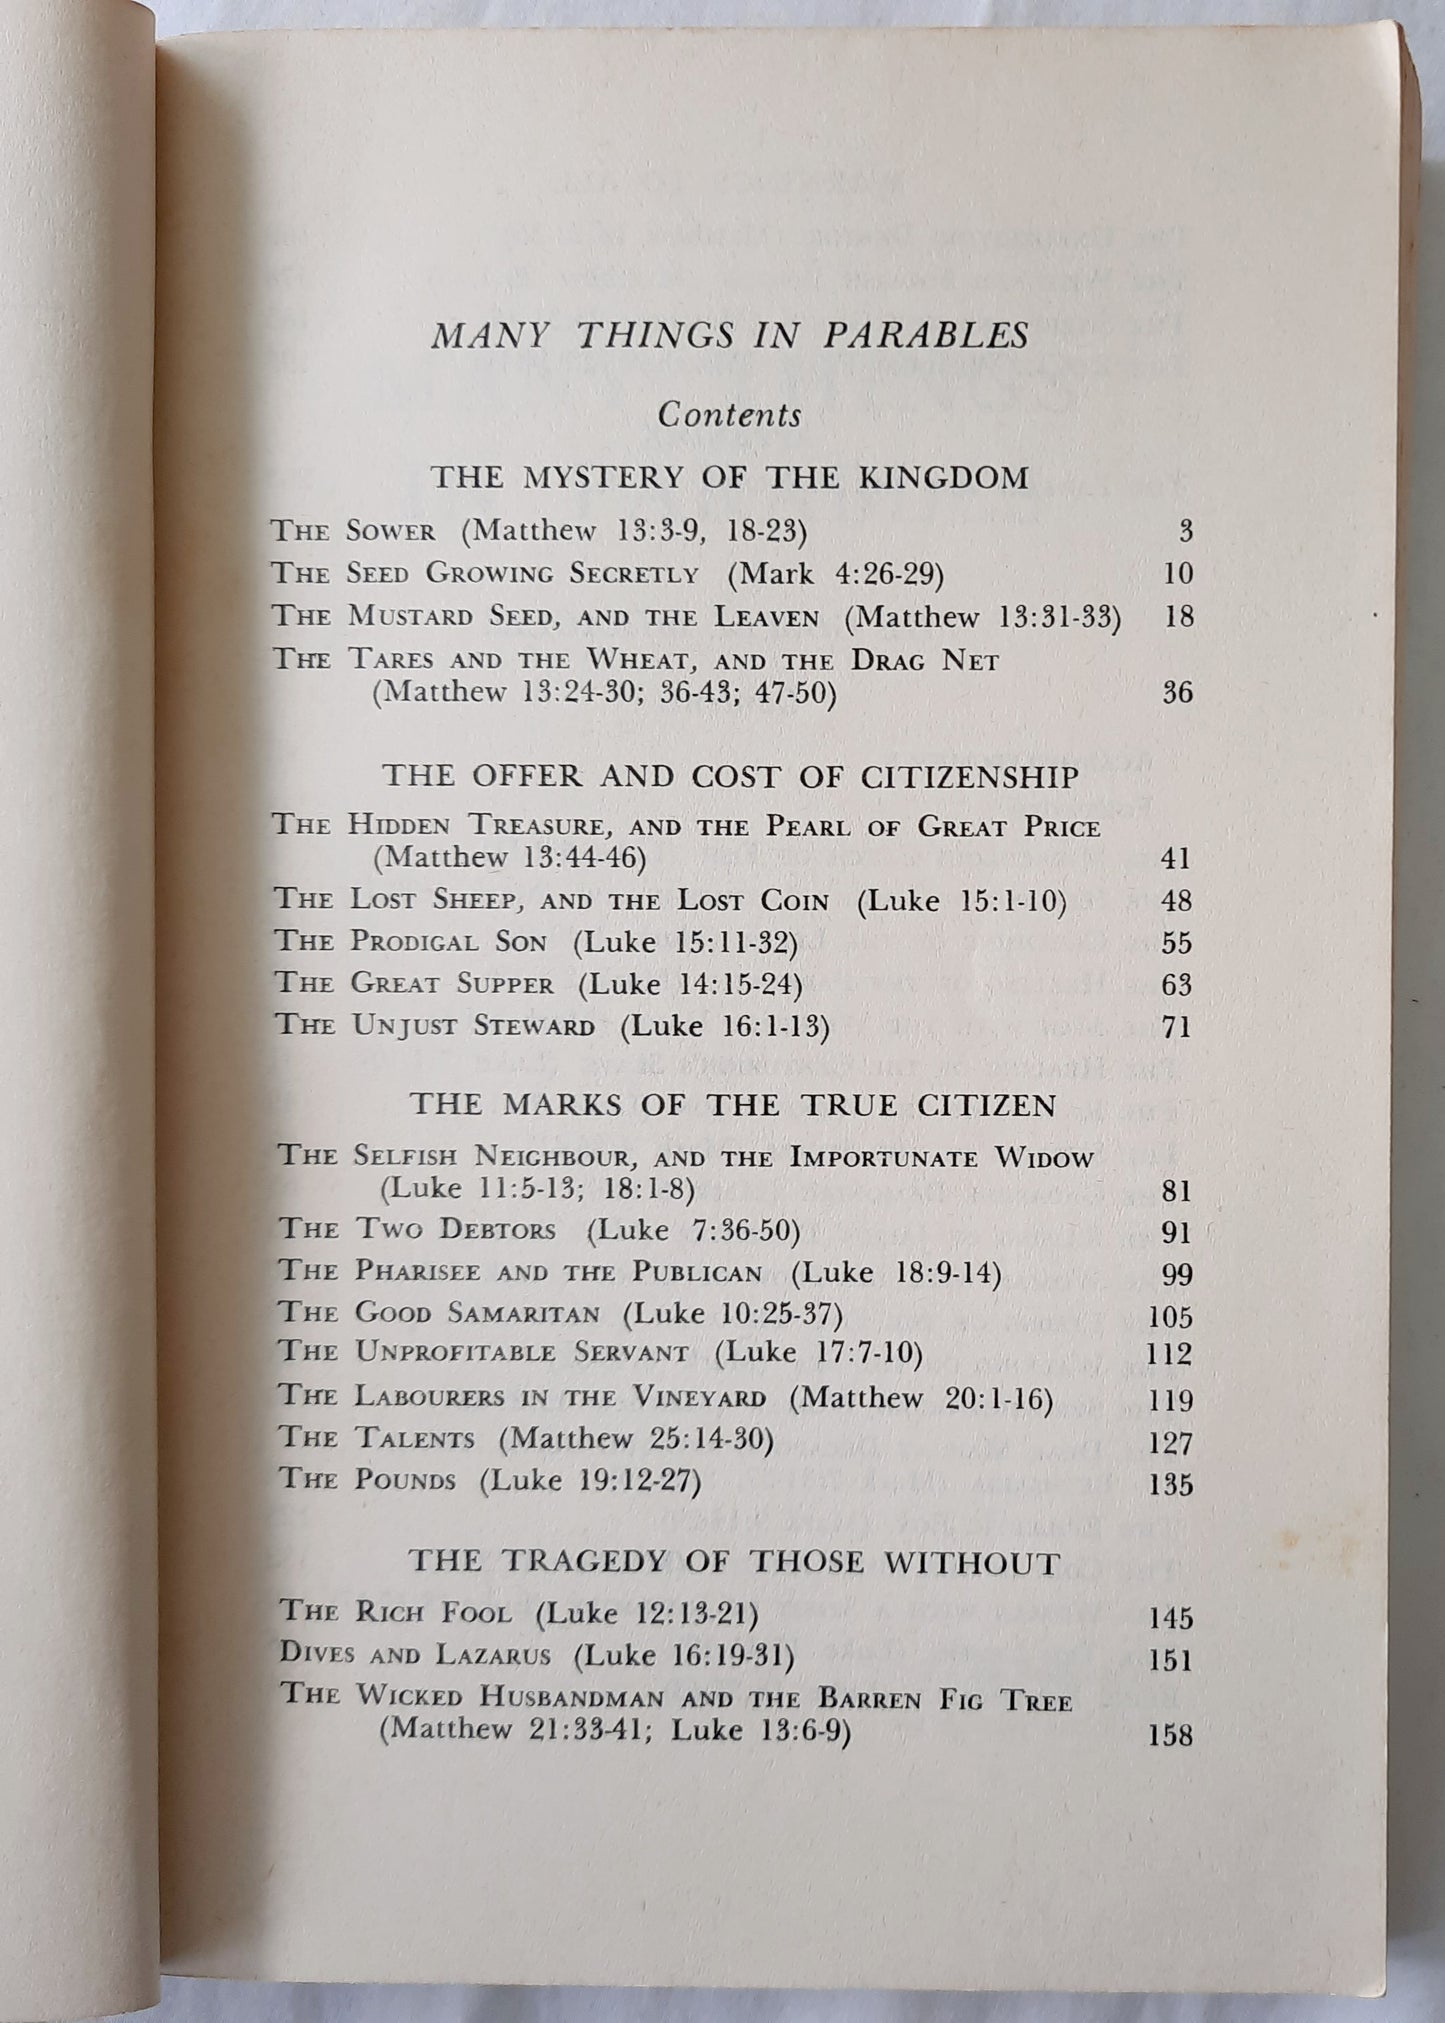 MANY THINGS IN PARABLES
Contents
THE MYSTERY OF THE KINGDOM
THE SOWER (Matthew 13:3-9, 18-23) 3
THE SEED GROWING SECRETLY (Mark 4:26-29) 10
THE MUSTARD SEED, AND THE LEAVEN (Matthew 13:31-33) 18
THE TARES AND THE WHEAT, AND THE DRAG NET
(Matthew 13:24-30; 36-43; 47-50) 36
THE OFFER AND COST OF CITIZENSHIP
THE HIDDEN TREASURE, AND THE PEARL OF GREAT PRICE
(Matthew 13:44-46) 41
THE LOST SHEEP, AND THE LOST COIN (Luke 15:1-10) 48
THE PRODIGAL SON (Luke 15:11-32) 55
THE GREAT SUPPER (Luke 14:15-24) 63
THE UNJUST STEWARD (Luke 16:1-13) 71
THE MARKS OF THE TRUE CITIZEN
THE SELFISH NEIGHBOUR, AND THE IMPORTUNATE WIDOW
(Luke 11:5-13; 18:1-8) 81
THE TWO DEBTORS (Luke 7:36-50) 91
THE PHARISEE AND THE PUBLICAN (Luke 18:9-14) 99
THE GOOD SAMARITAN (Luke 10:25-37) 105
THE UNPROFITABLE SERVANT (Luke 17:7-10) 112
THE LABOURERS IN THE VINEYARD (Matthew 20:1-16) 119
THE TALENTS (Matthew 25:14-30) 127
THE POUNDS (Luke 19:12-27) 135
THE TRAGEDY OF THOSE WITHOUT
THE RICH FOOL (Luke 12:13-21) 145
DIVES AND LAZARUS (Luke 16:19-31) 151
THE WICKED HUSBANDMAN AND THE BARREN FIG TREE
(Matthew 21:33-41; Luke 13:6-9) 158